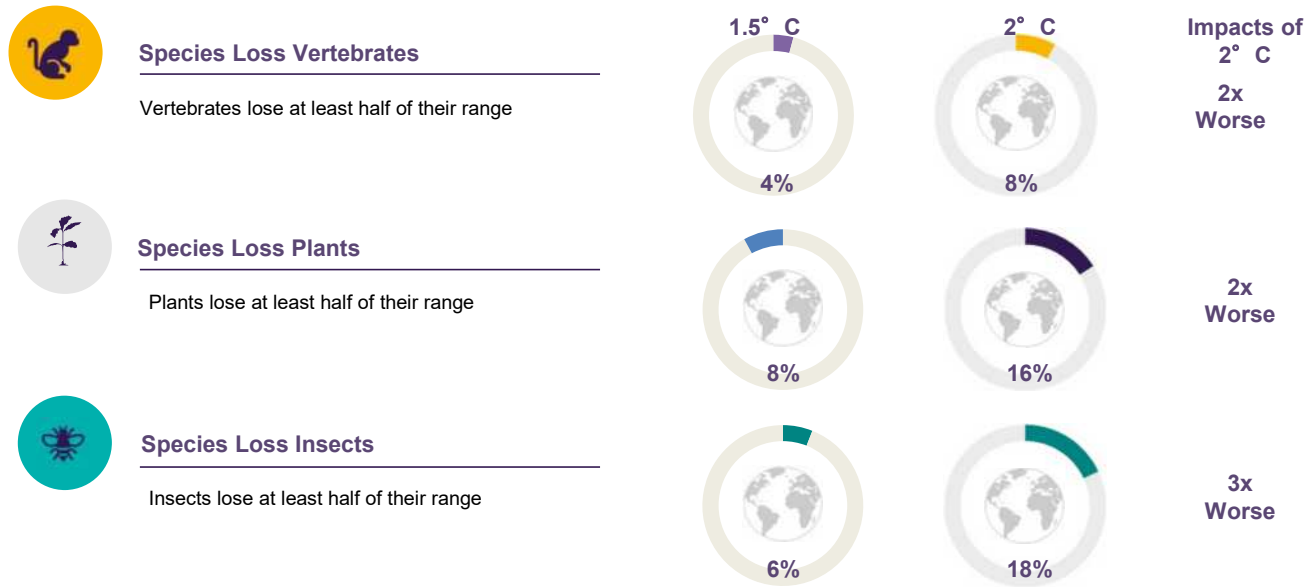 1.5° C
2° C
Impacts of
2° C
Species Loss Vertebrates
Vertebrates lose at least half of their range
2x
Worse
4%
8%
Species Loss Plants
Plants lose at least half of their range
2x
Worse
8%
16%
Species Loss Insects
Insects lose at least half of their range
3x
Worse
6%
18%